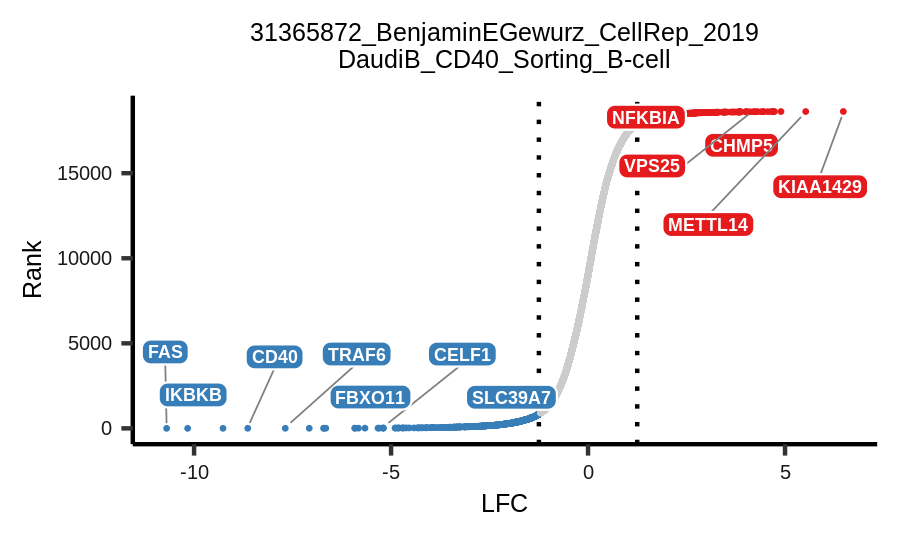 31365872_BenjaminEGewurz_CellRep_2019
DaudiB_CD40_Sorting_B-cell
Rank
15000
10000
5000
0
NFKBIA
CHMP5
VPS25
KIAA1429
METTL14
FAS
CD40
TRAF6
CELF1
IKBKB
FBXO11
SLC39A7
-10
-5
0
5
LFC